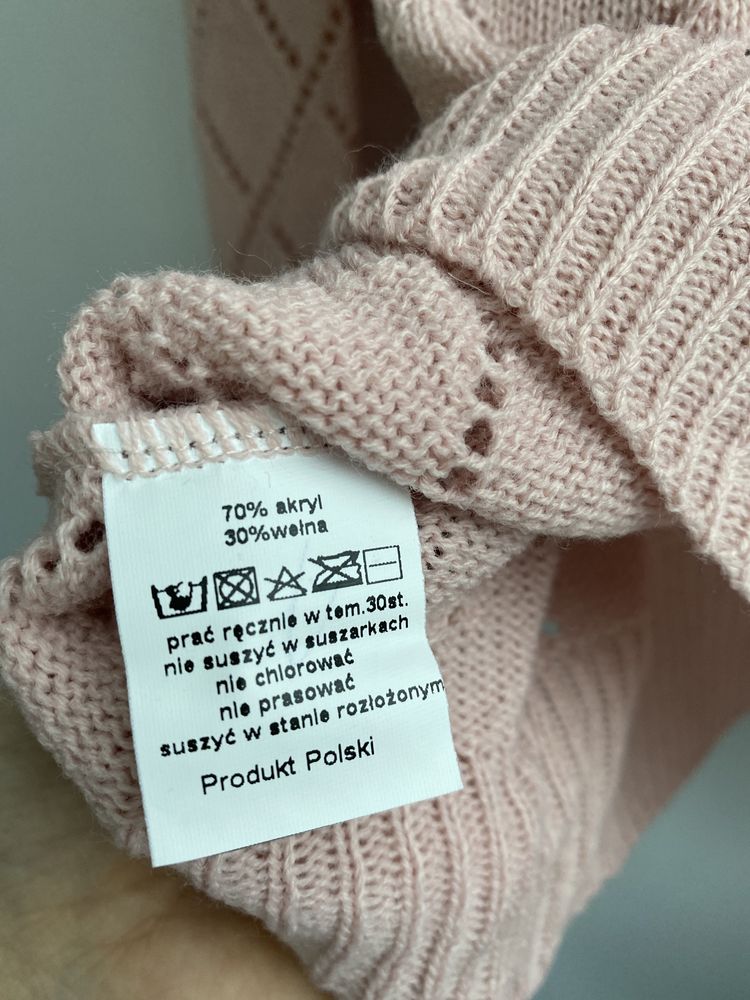 70% akryl
30%wełna
prać ręcznie w tem.30st.
nie suszyć w suszarkach
nie chlorować
nie prasować
suszyć w stanie rozłożonym
Produkt Polski